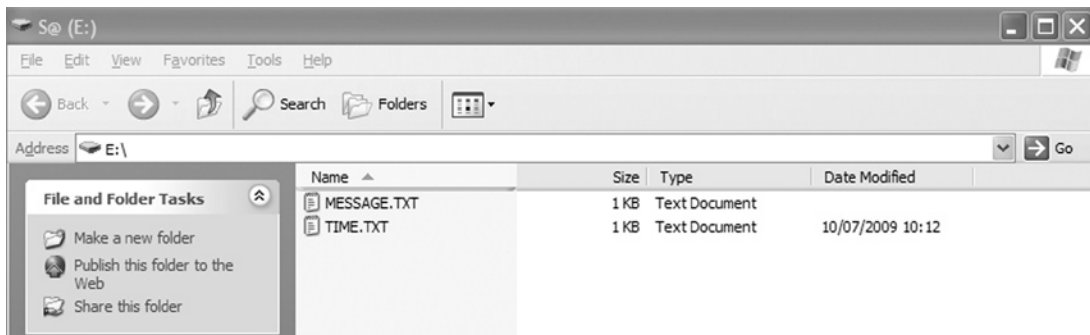 S@ (E:)
File Edit View Favorites Tools Help
Back Search Folders
Address E:\ Go
File and Folder Tasks
Make a new folder
Publish this folder to the
Web
Share this folder
Name Size Type Date Modified
MESSAGE.TXT 1 KB Text Document
TIME.TXT 1 KB Text Document 10/07/2009 10:12